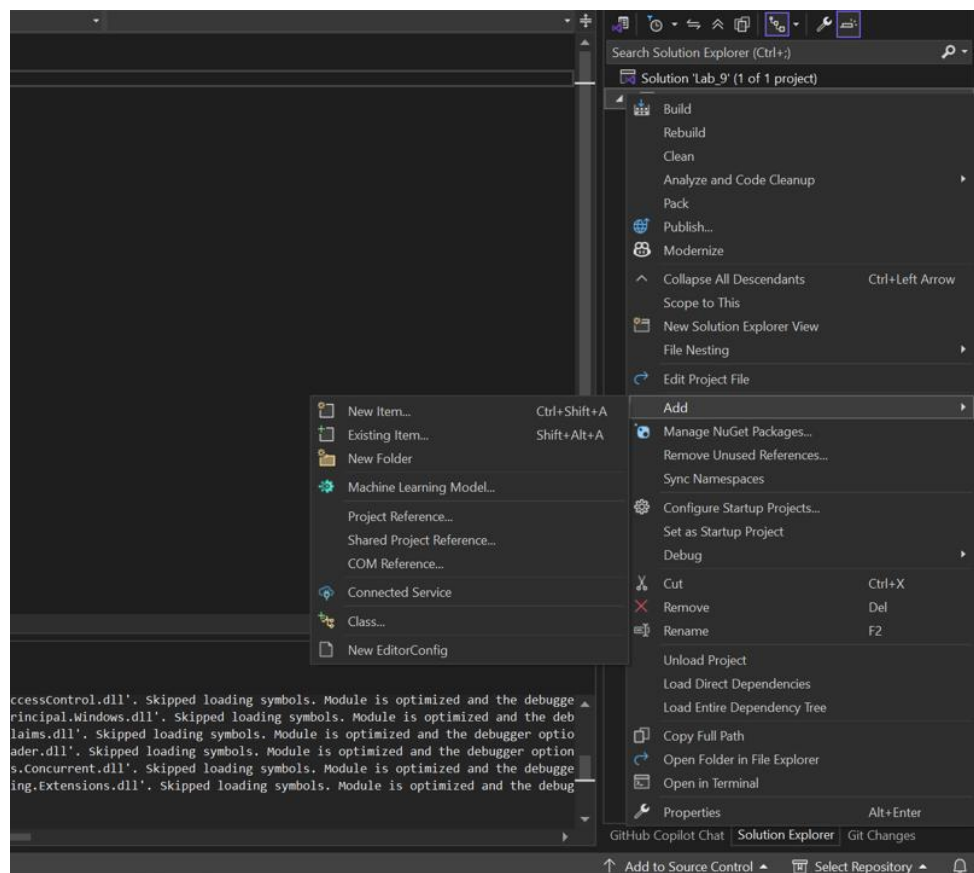 Search Solution Explorer (Ctrl+;)
Solution 'Lab_9' (1 of 1 project)
Build
Rebuild
Clean
Analyze and Code Cleanup
Pack
Publish...
Modernize
Collapse All Descendants Ctrl+Left Arrow
Scope to This
New Solution Explorer View
File Nesting
Edit Project File
Add
Manage NuGet Packages...
Remove Unused References...
Sync Namespaces
Configure Startup Projects...
Set as Startup Project
Debug
Cut Ctrl+X
Remove Del
Rename F2
Unload Project
Load Direct Dependencies
Load Entire Dependency Tree
Copy Full Path
Open Folder in File Explorer
Open in Terminal
Properties Alt+Enter
New Item... Ctrl+Shift+A
Existing Item... Shift+Alt+A
New Folder
Machine Learning Model...
Project Reference...
Shared Project Reference...
COM Reference...
Connected Service
Class...
New EditorConfig
ccessControl.dll'. Skipped loading symbols. Module is optimized and the debugge
rincipal.Windows.dll'. Skipped loading symbols. Module is optimized and the deb
laims.dll'. Skipped loading symbols. Module is optimized and the debugger optio
ader.dll'. Skipped loading symbols. Module is optimized and the debugger option
s.Concurrent.dll'. Skipped loading symbols. Module is optimized and the debugge
ing.Extensions.dll'. Skipped loading symbols. Module is optimized and the debug
GitHub Copilot Chat Solution Explorer Git Changes
Add to Source Control Select Repository